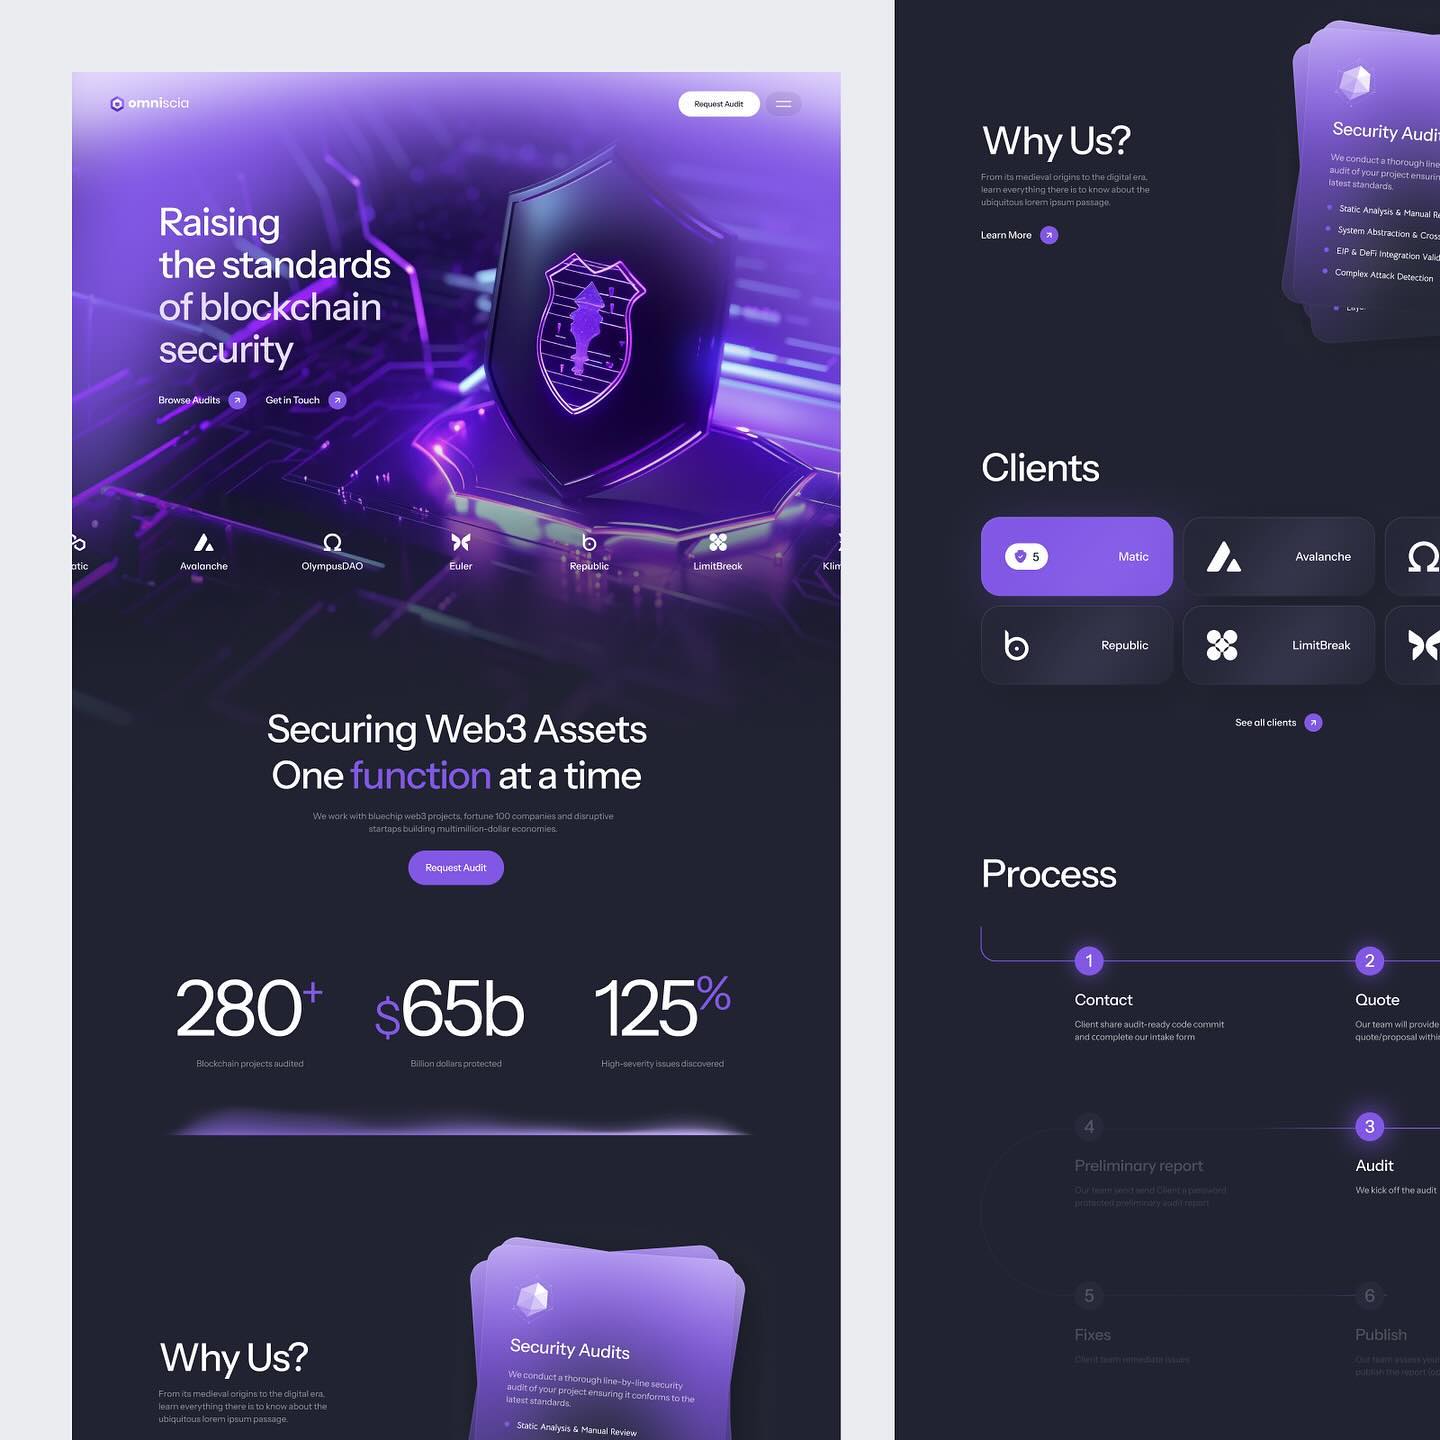 omniscia
Request Audit
Raising
the standards
of blockchain
security
Browse Audits
Get in Touch
atic
Avalanche
OlympusDAO
Euler
Republic
LimitBreak
Klim
Securing Web3 Assets
One function at a time
We work with bluechip web3 projects, fortune 100 companies and disruptive
startaps building multimillion-dollar economies.
Request Audit
280+
$65b
125%
Blockchain projects audited
Billion dollars protected
High-severity issues discovered
Why Us?
From its medieval origins to the digital era,
learn everything there is to know about the
ubiquitous lorem ipsum passage.
Security Audits
We conduct a thorough line-by-line security
audit of your project ensuring it conforms to the
latest standards.
Static Analysis & Manual Review
Why Us?
From its medieval origins to the digital era,
learn everything there is to know about the
ubiquitous lorem ipsum passage.
Learn More
Security Audit
We conduct a thorough line
audit of your project ensurin
latest standards.
Static Analysis & Manual Re
System Abstraction & Cross
EIP & DeFi Integration Valid
Complex Attack Detection
Clients
5
Matic
Avalanche
Republic
LimitBreak
See all clients
Process
1
Contact
Client share audit-ready code commit
and ccomplete our intake form
2
Quote
Our team will provide
quote/proposal within
4
Preliminary report
Our team send send Client a password
protected preliminary audit report
3
Audit
We kick off the audit
5
Fixes
Client team remediate issues
6
Publish
Our team assess your
publish the report (op